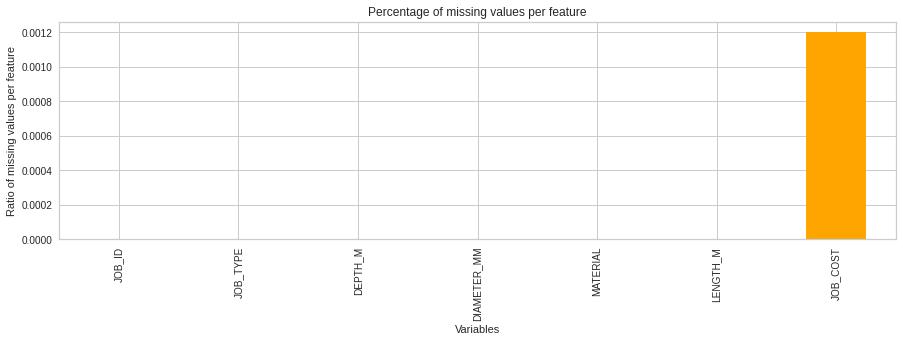 Percentage of missing values per feature
Ratio of missing values per feature
0.0012
0.0010
0.0008
0.0006
0.0004
0.0002
0.0000
JOB_ID
JOB_TYPE
DEPTH_M
DIAMETER_MM
MATERIAL
LENGTH_M
JOB_COST
Variables